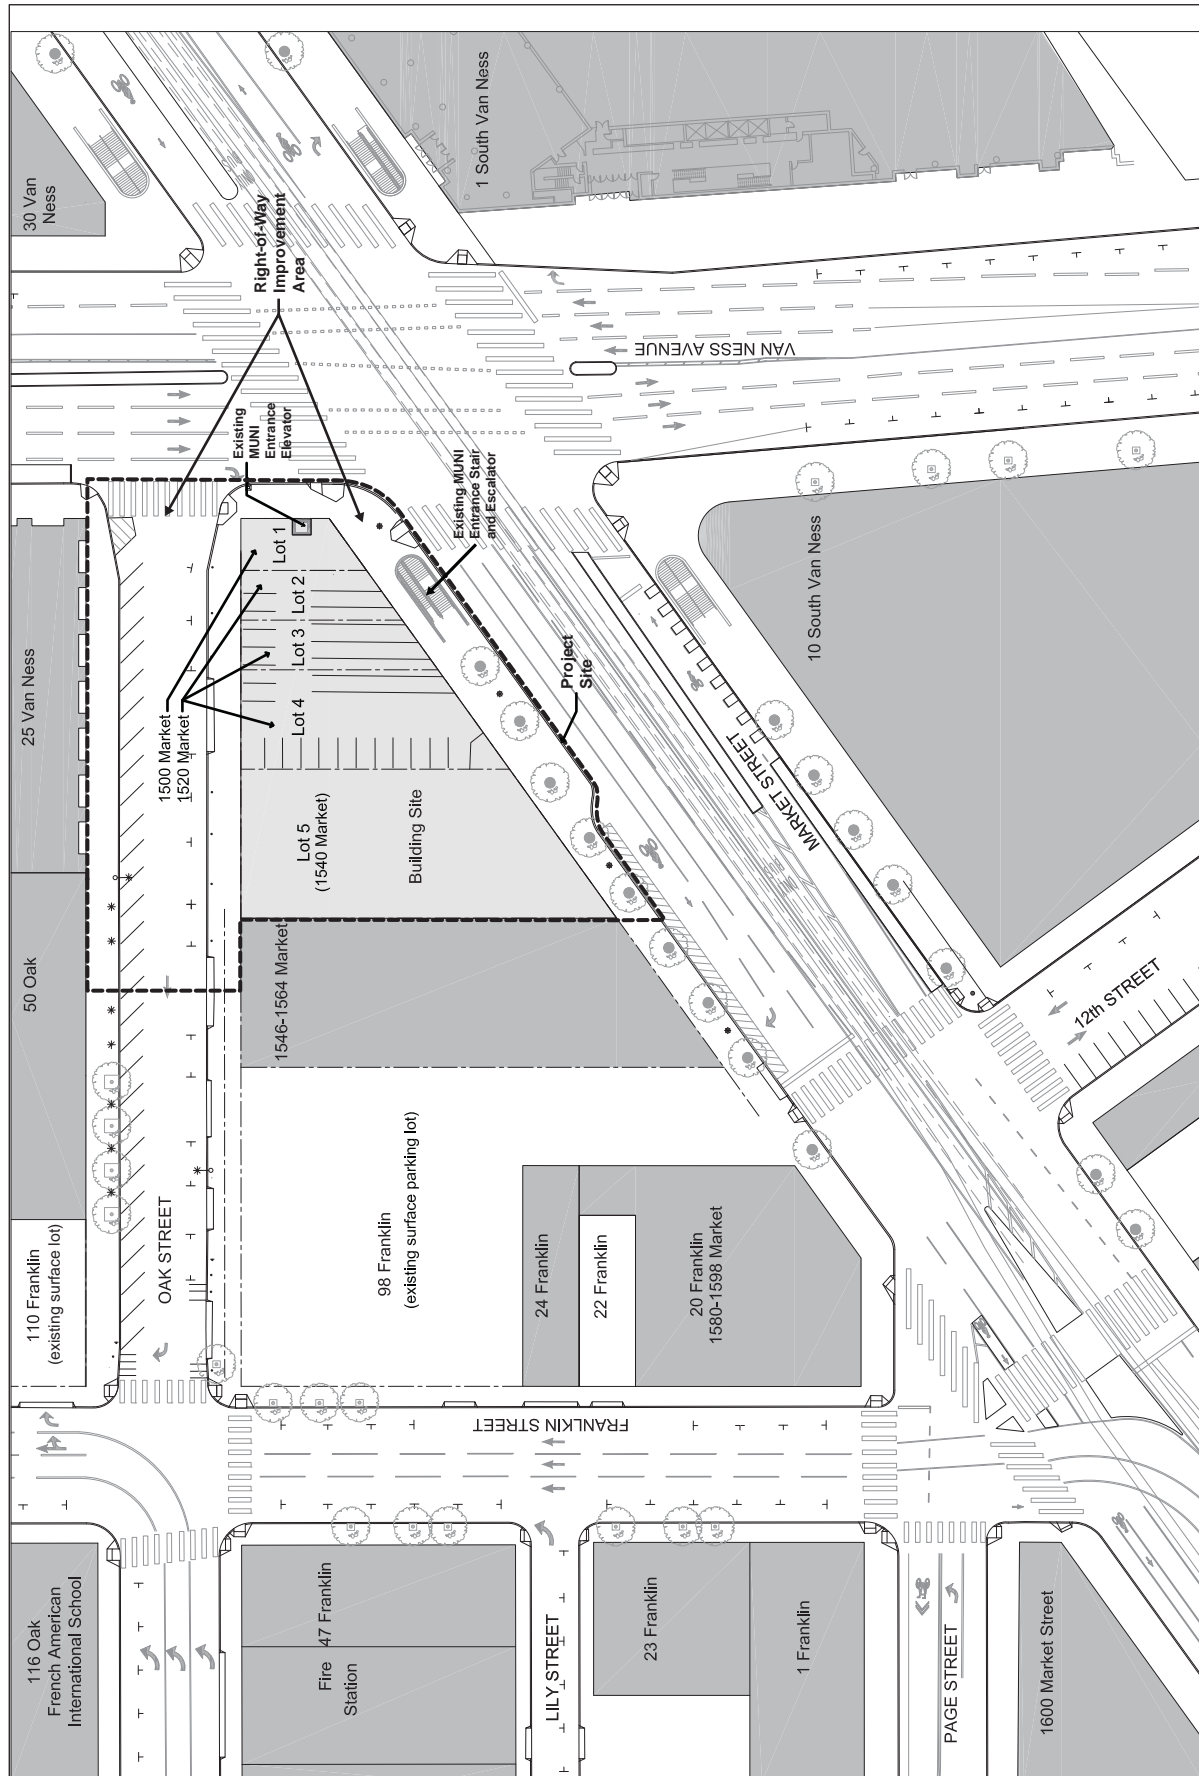 30 Van
Ness
1 South Van Ness
Right-of-Way
Improvement
Area
VAN NESS AVENUE
Existing
MUNI
Entrance
Elevator
Existing MUNI
Entrance Stair
and Escalator
25 Van Ness
1500 Market
1520 Market
Lot 1
Lot 2
Lot 3
Lot 4
Lot 5
(1540 Market)
Building Site
Project
Site
MARKET STREET
10 South Van Ness
50 Oak
1546-1564 Market
12th STREET
110 Franklin
(existing surface lot)
OAK STREET
98 Franklin
(existing surface parking lot)
24 Franklin
22 Franklin
20 Franklin
1580-1598 Market
FRANLKIN STREET
116 Oak
French American
International School
47 Franklin
Fire
Station
LILY STREET
23 Franklin
1 Franklin
PAGE STREET
1600 Market Street